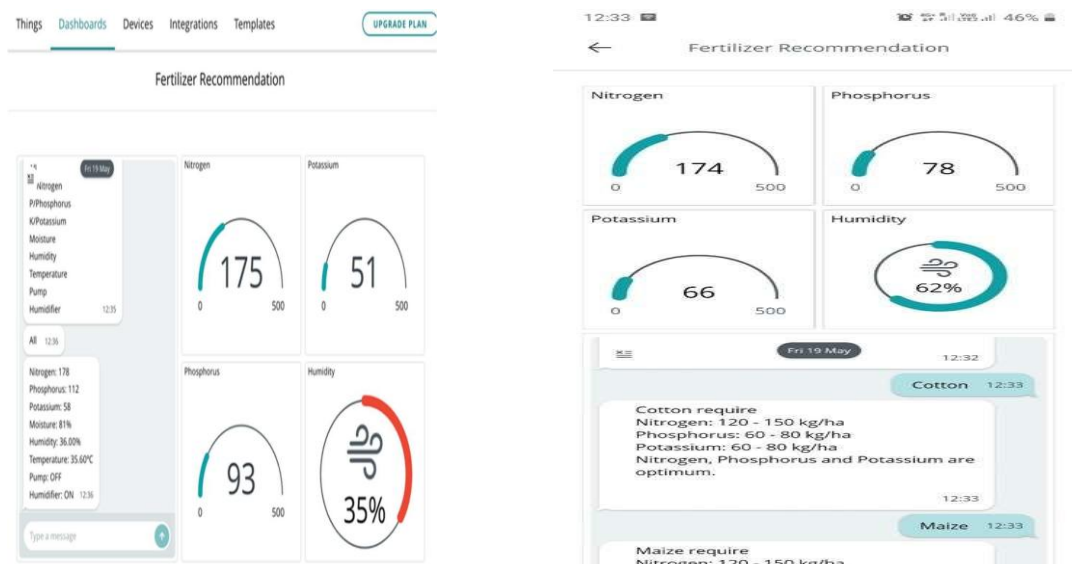 Things Dashboards Devices Integrations Templates UPGRADE PLAN
Fertilizer Recommendation
Fri 19 May
Nitrogen
P/Phosphorus
K/Potassium
Moisture
Humidity
Temperature
Pump
Humidifier 12:35
All 12:36
Nitrogen: 178
Phosphorus: 112
Potassium: 58
Moisture: 81%
Humidity: 36.00%
Temperature: 35.60°C
Pump: OFF
Humidifier: ON 12:36
Type a message
Nitrogen
175
0 500
Potassium
51
0 500
Phosphorus
93
0 500
Humidity
35%
12:33 46%
Fertilizer Recommendation
Nitrogen
174
0 500
Phosphorus
78
0 500
Potassium
66
0 500
Humidity
62%
Fri 19 May
12:32
Cotton 12:33
Cotton require
Nitrogen: 120 - 150 kg/ha
Phosphorus: 60 - 80 kg/ha
Potassium: 60 - 80 kg/ha
Nitrogen, Phosphorus and Potassium are
optimum.
12:33
Maize 12:33
Maize require
Nitrogen: 120 - 150 kg/ha